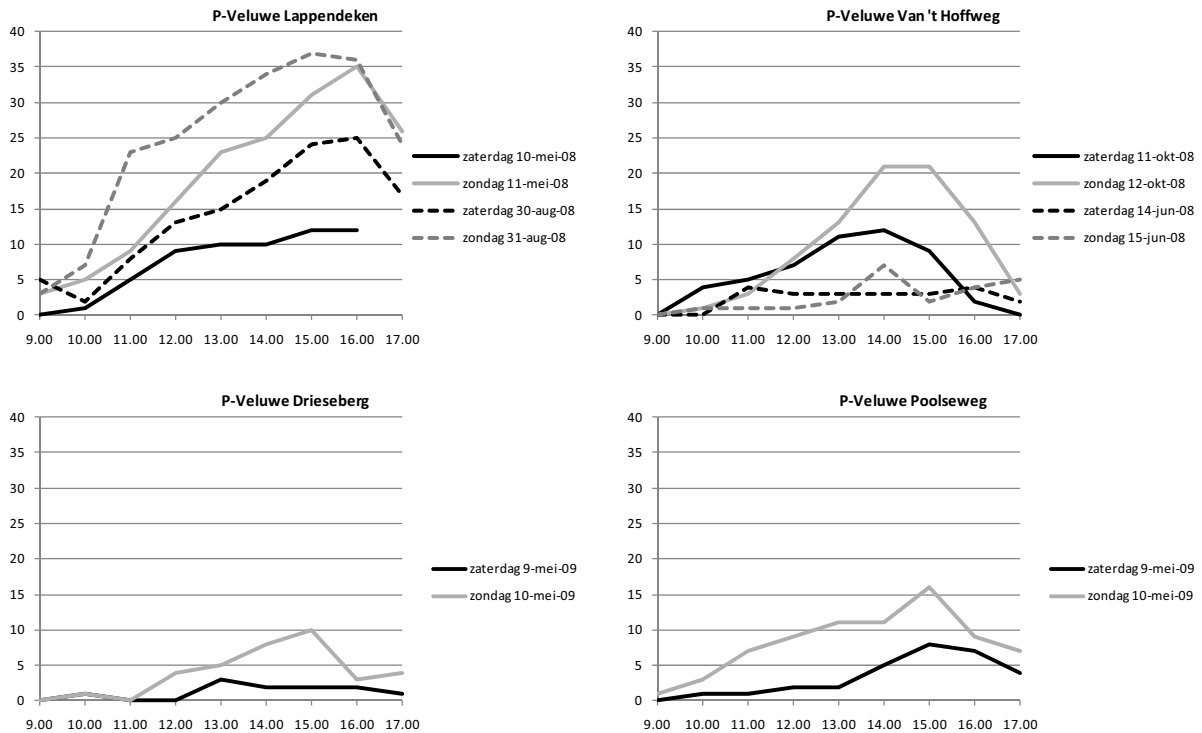 P-Veluwe Lappendeken
40
35
30
25
20
15
10
5
0
9.00 10.00 11.00 12.00 13.00 14.00 15.00 16.00 17.00
zaterdag 10-mei-08
zondag 11-mei-08
zaterdag 30-aug-08
zondag 31-aug-08
P-Veluwe Van 't Hoffweg
40
35
30
25
20
15
10
5
0
9.00 10.00 11.00 12.00 13.00 14.00 15.00 16.00 17.00
zaterdag 11-okt-08
zondag 12-okt-08
zaterdag 14-jun-08
zondag 15-jun-08
P-Veluwe Drieseberg
40
35
30
25
20
15
10
5
0
9.00 10.00 11.00 12.00 13.00 14.00 15.00 16.00 17.00
zaterdag 9-mei-09
zondag 10-mei-09
P-Veluwe Poolseweg
40
35
30
25
20
15
10
5
0
9.00 10.00 11.00 12.00 13.00 14.00 15.00 16.00 17.00
zaterdag 9-mei-09
zondag 10-mei-09